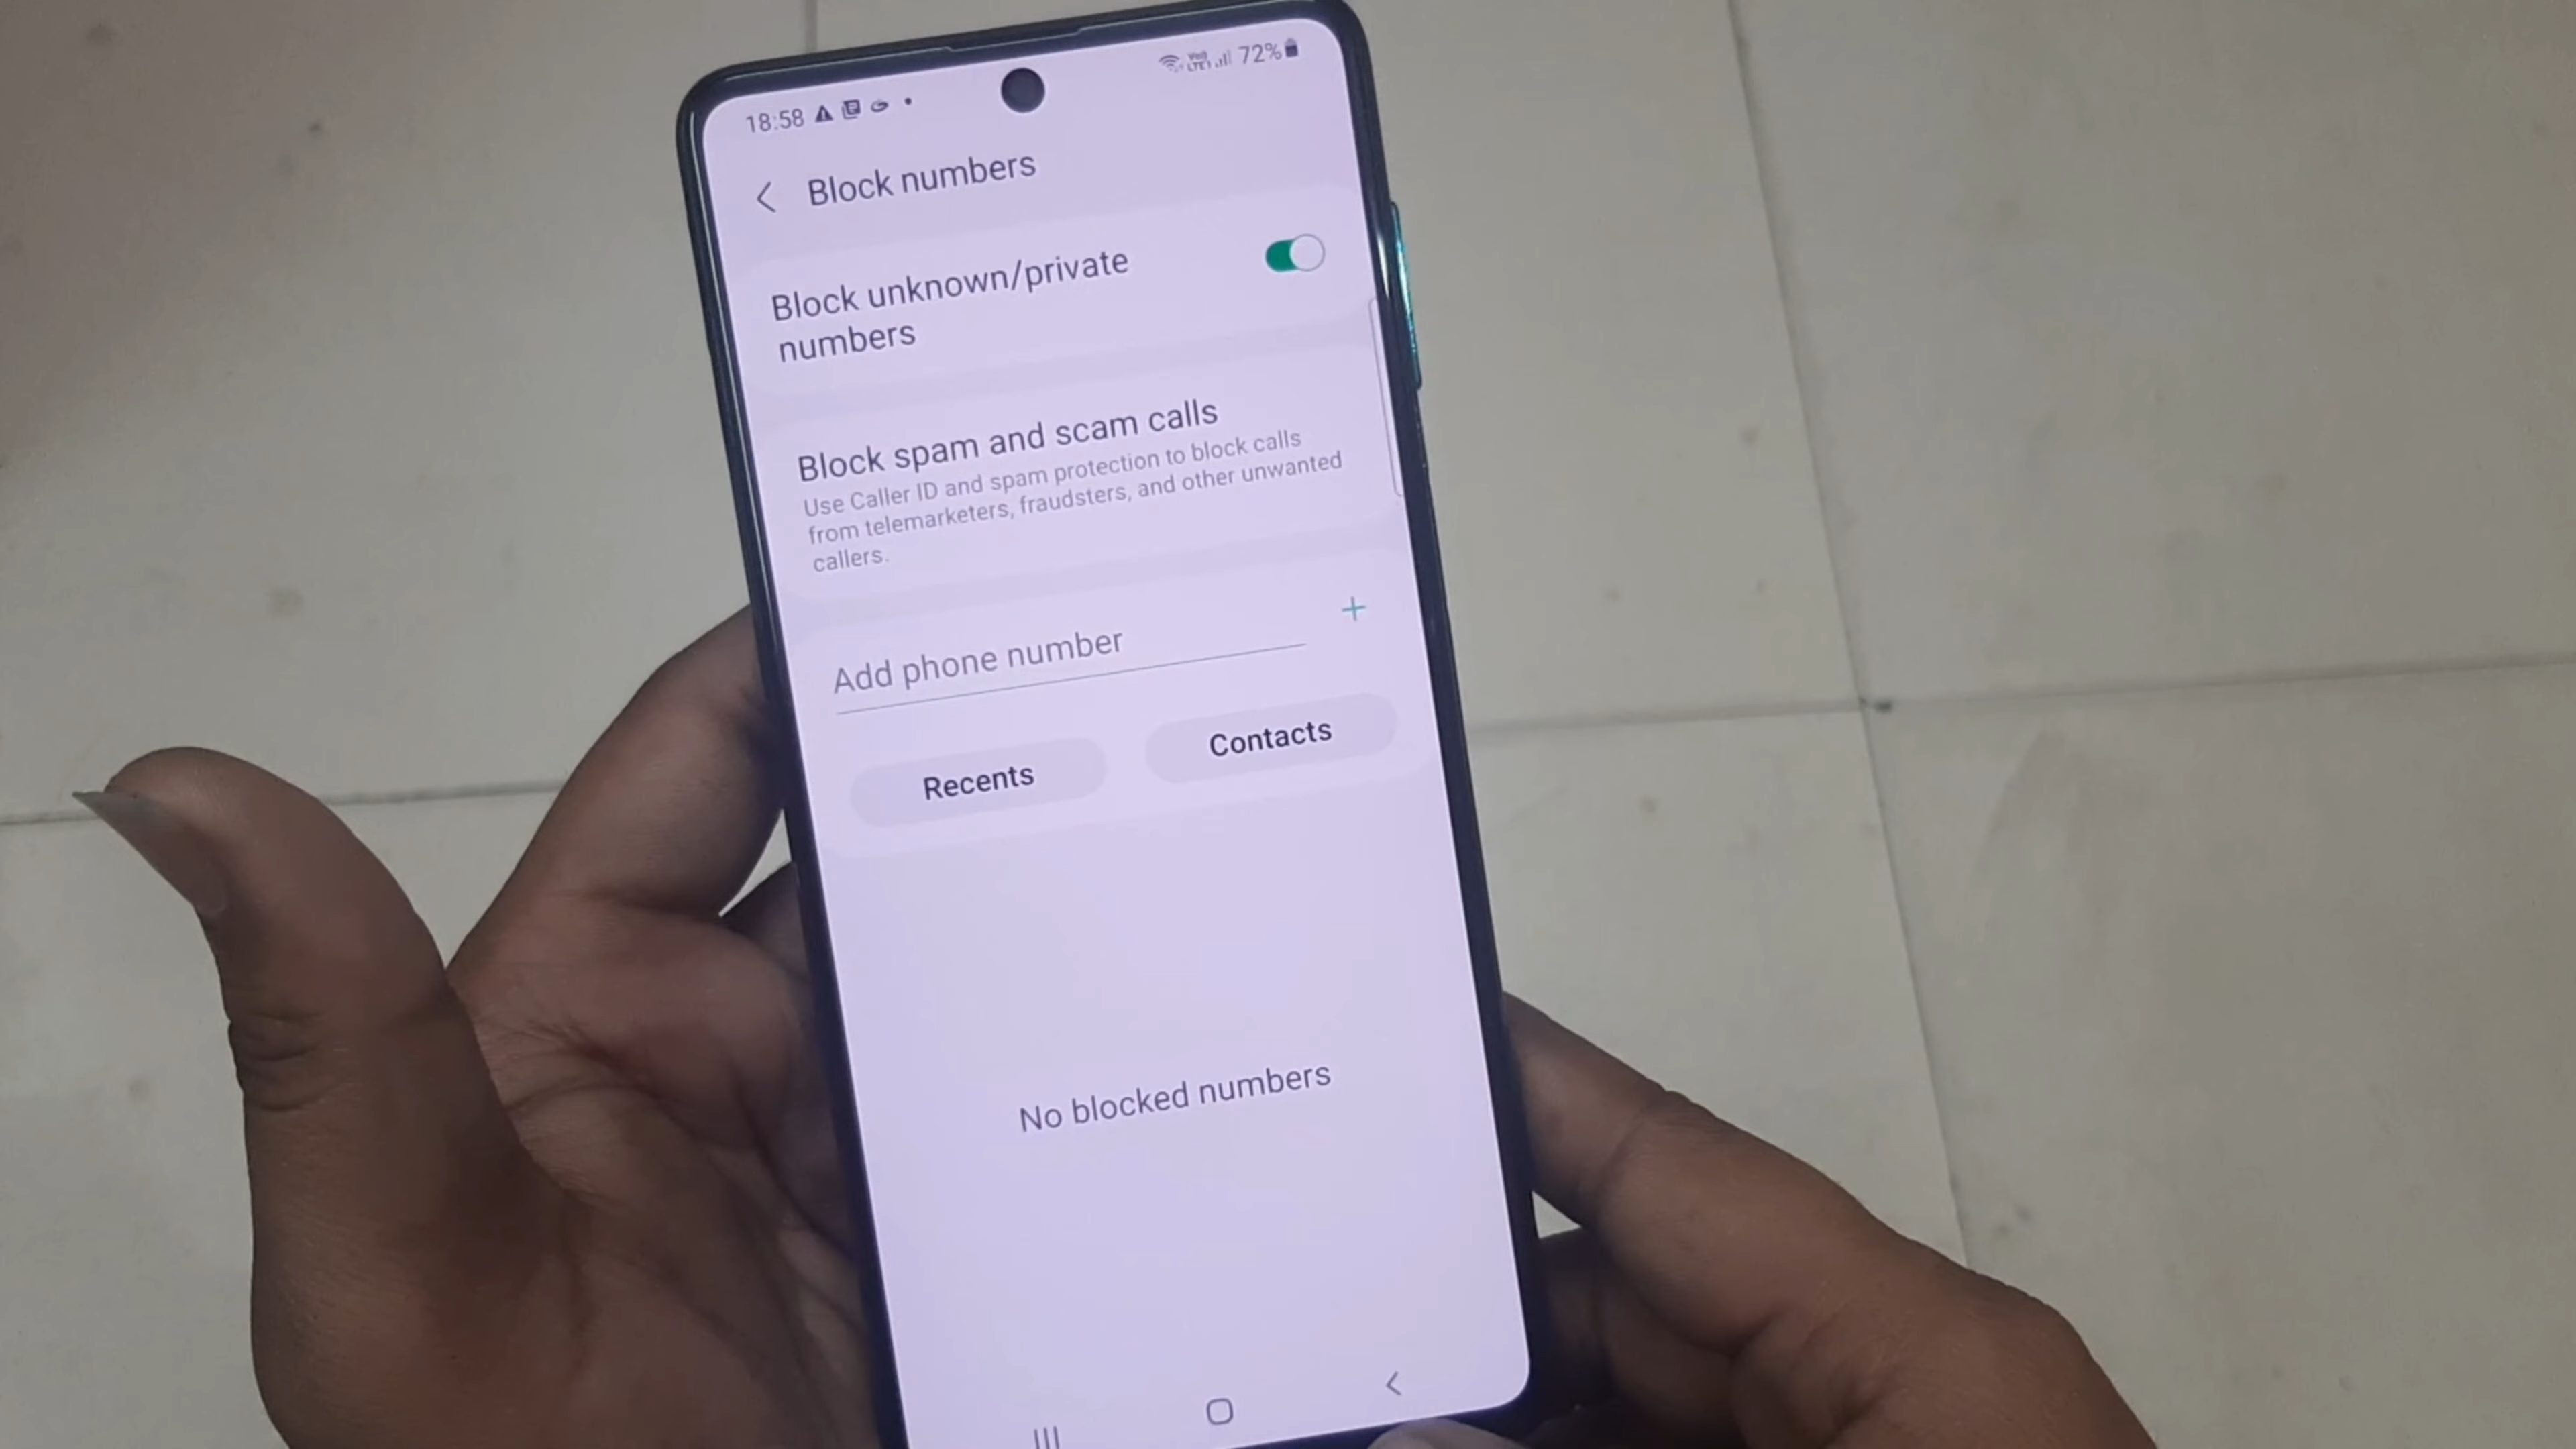 18:58
72%
Block numbers
Block unknown/private
numbers
Block spam and scam calls
Use Caller ID and spam protection to block calls
from telemarketers, fraudsters, and other unwanted
callers.
Add phone number
Recents
Contacts
No blocked numbers